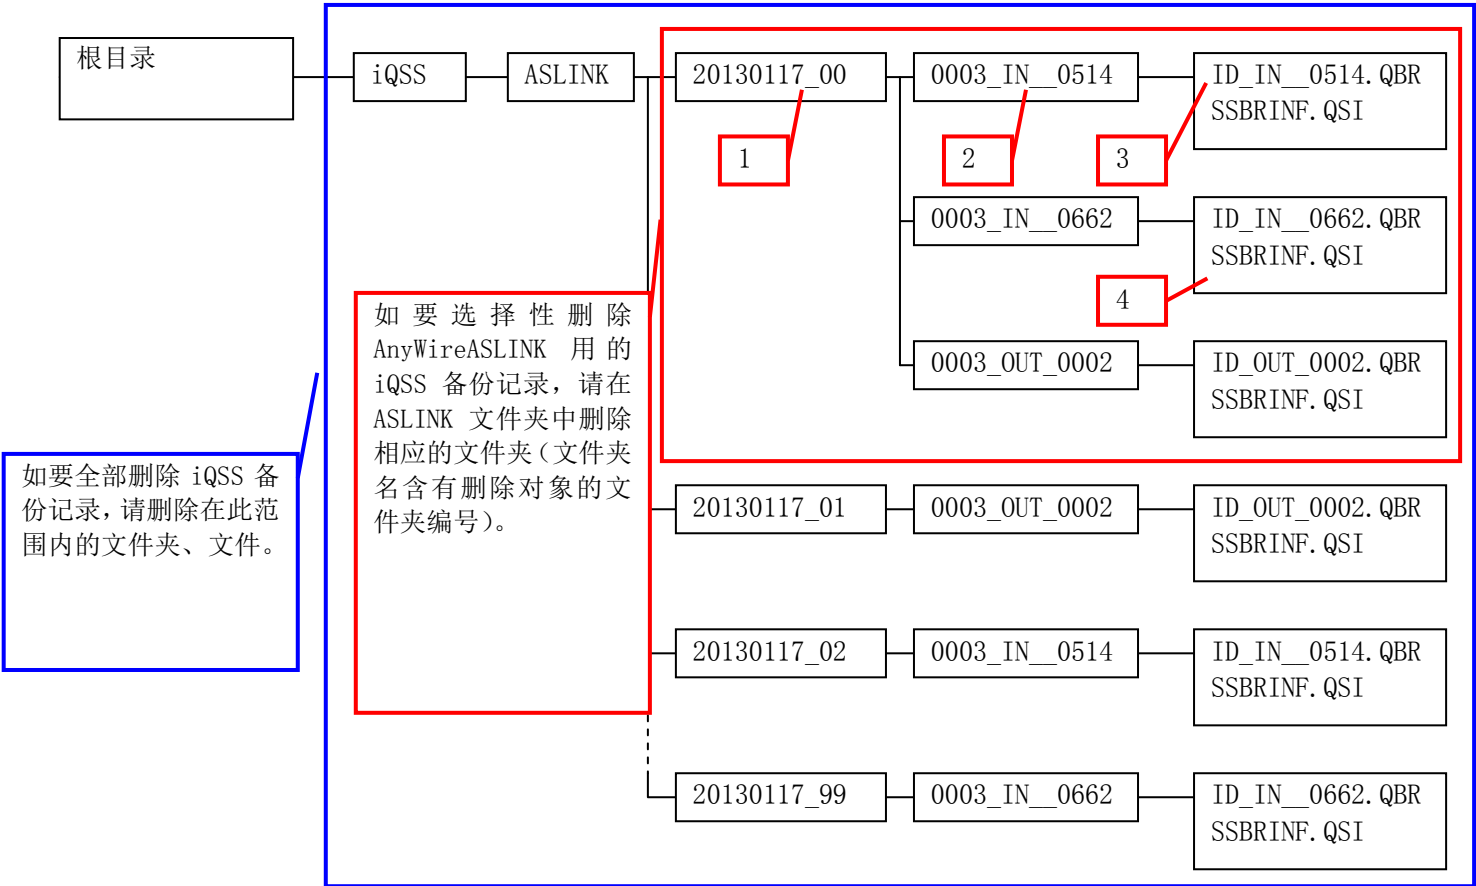 根目录
iQSS
ASLINK
20130117_00
0003_IN__0514
ID_IN__0514.QBR
SSBRINF.QSI
1
2
3
0003_IN__0662
ID_IN__0662.QBR
SSBRINF.QSI
4
0003_OUT_0002
ID_OUT_0002.QBR
SSBRINF.QSI
如要选择性删除
AnyWireASLINK 用的
iQSS 备份记录，请在
ASLINK 文件夹中删除
相应的文件夹（文件夹
名含有删除对象的文
件夹编号）。
如要全部删除 iQSS 备
份记录，请删除在此范
围内的文件夹、文件。
20130117_01
0003_OUT_0002
ID_OUT_0002.QBR
SSBRINF.QSI
20130117_02
0003_IN__0514
ID_IN__0514.QBR
SSBRINF.QSI
20130117_99
0003_IN__0662
ID_IN__0662.QBR
SSBRINF.QSI